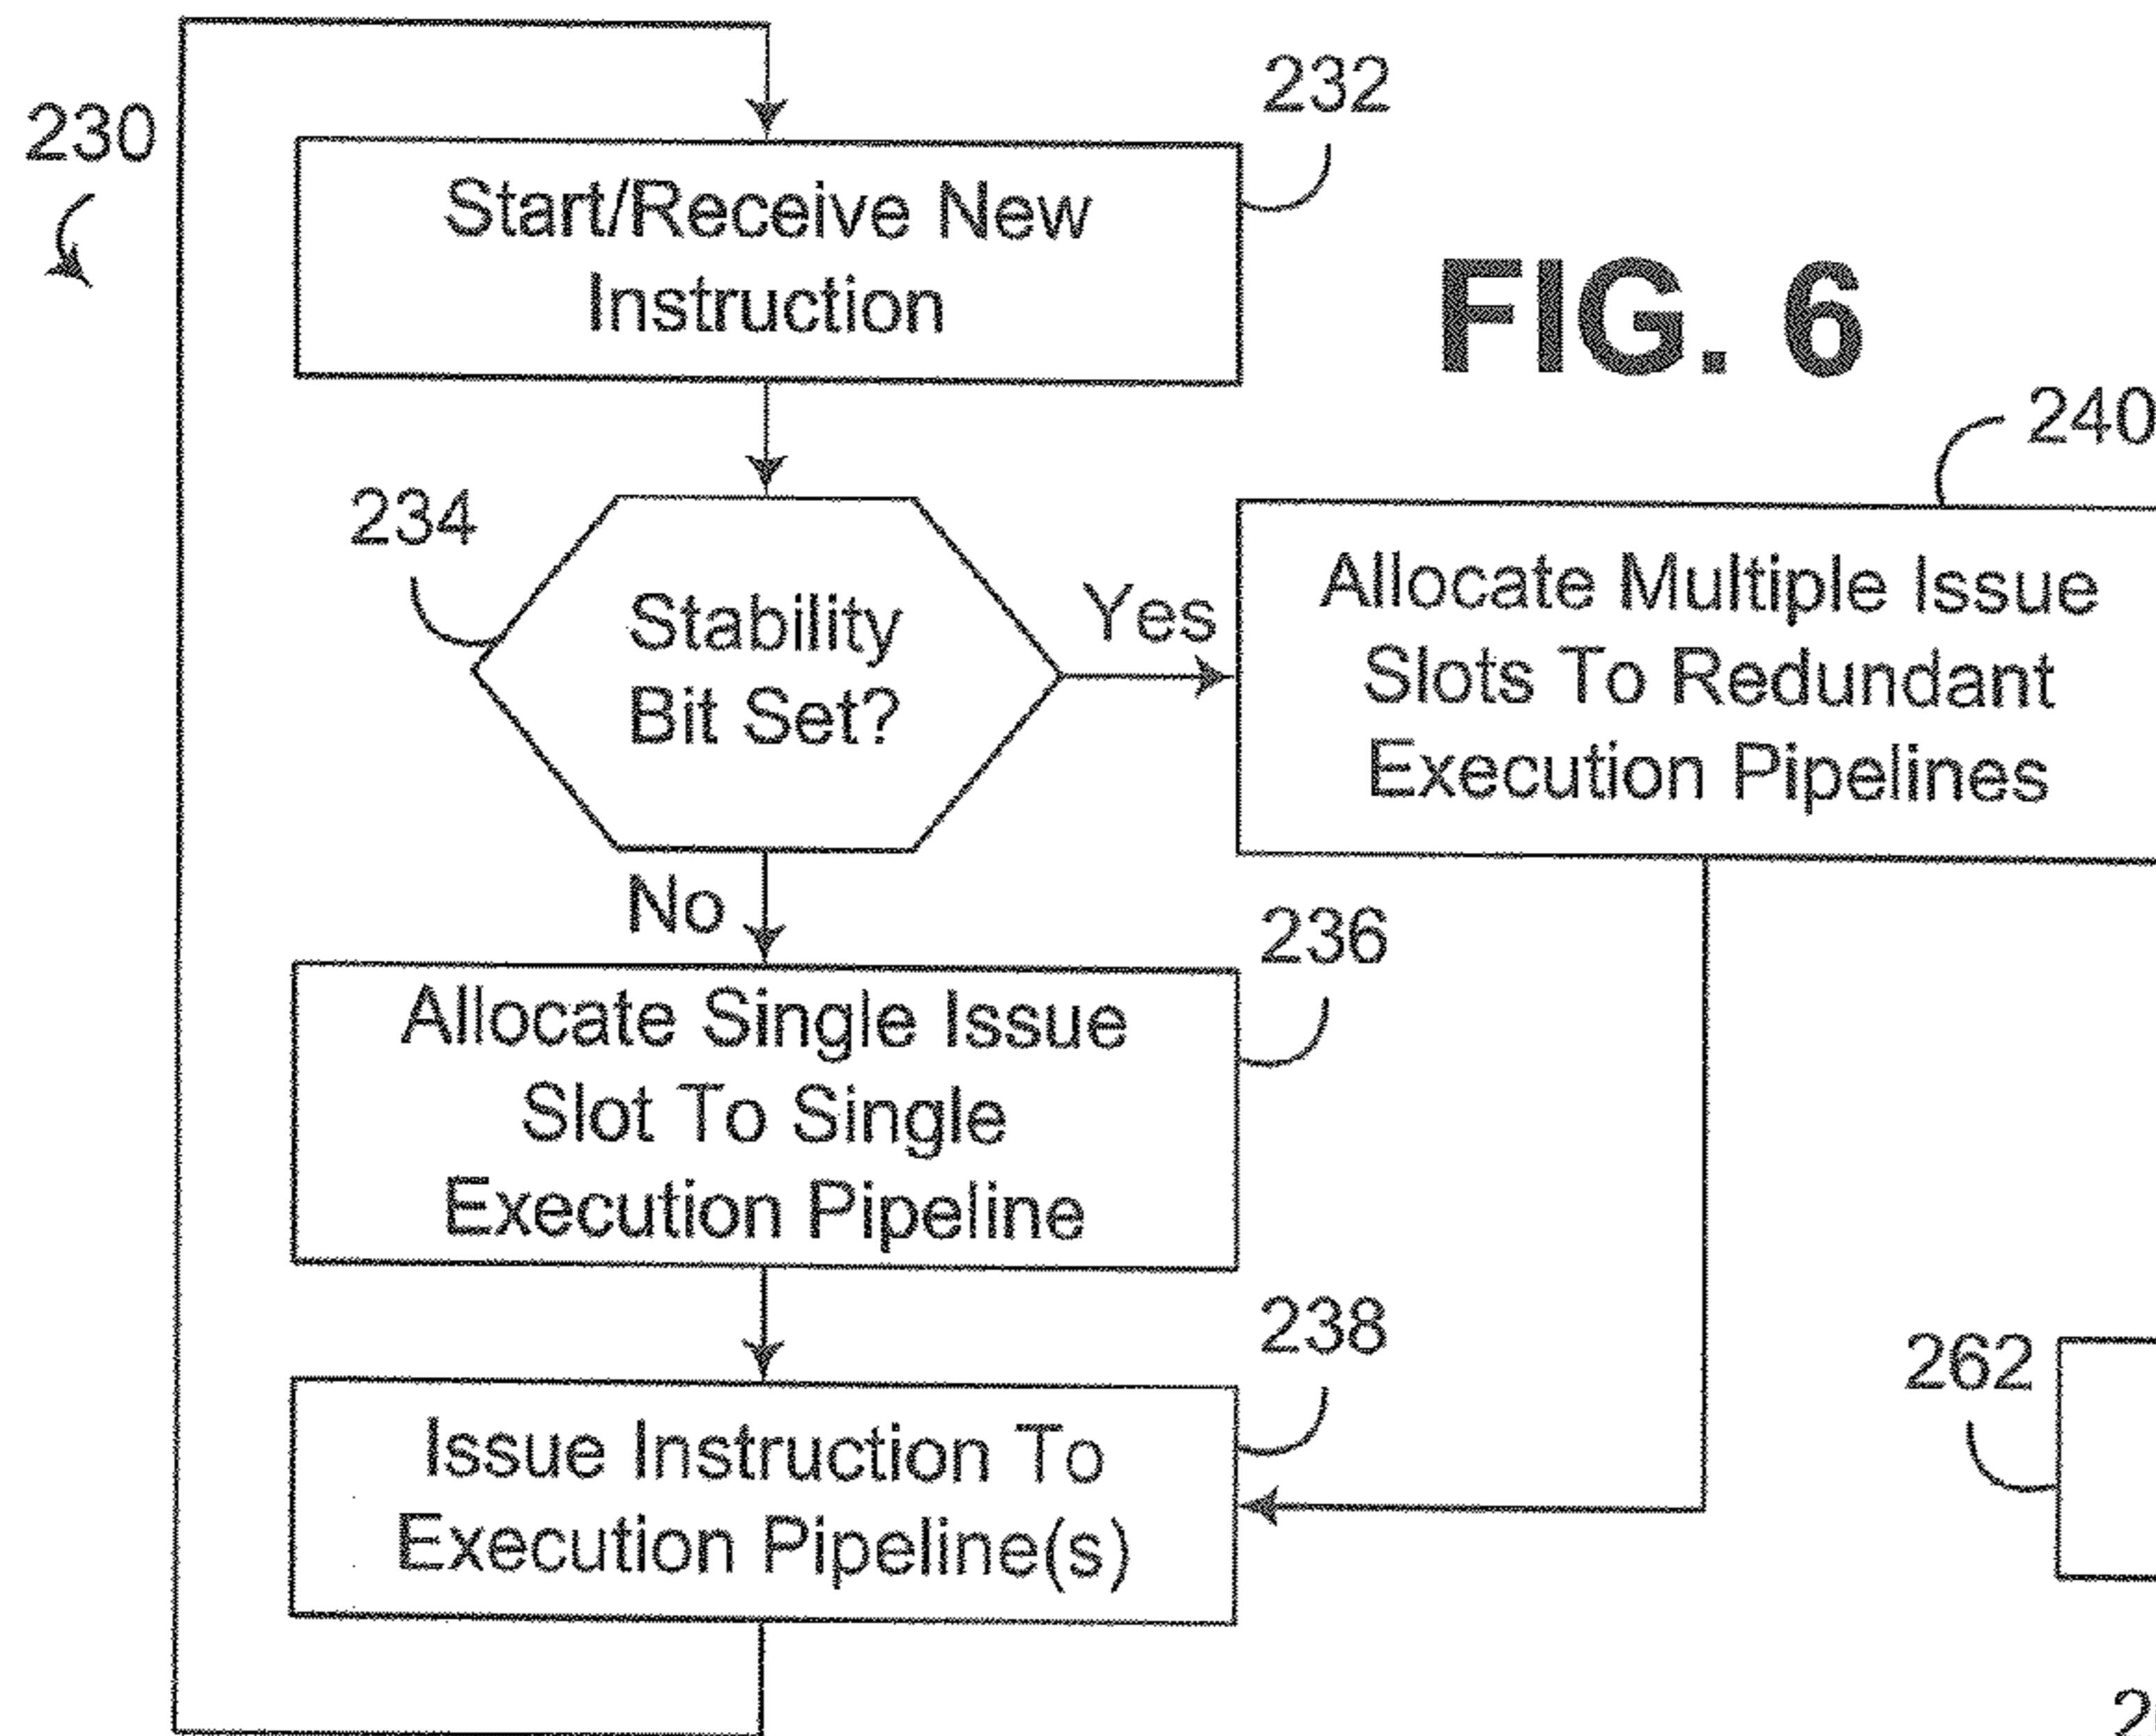 230
232
Start/Receive New
Instruction
FIG. 6
240
234
Stability
Bit Set?
Yes
Allocate Multiple Issue
Slots To Redundant
Execution Pipelines
No
236
Allocate Single Issue
Slot To Single
Execution Pipeline
238
Issue Instruction To
Execution Pipeline(s)
262